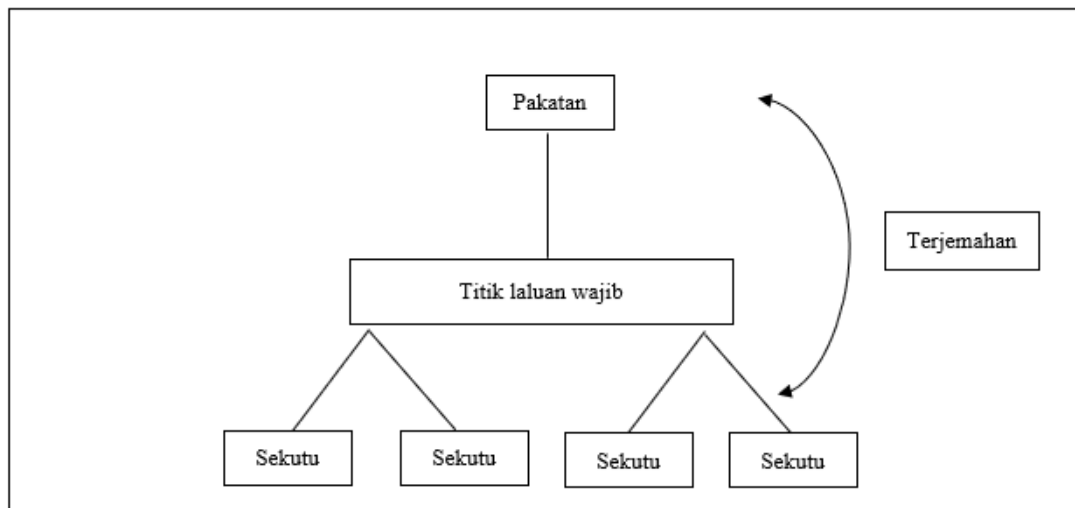 Pakatan
Terjemahan
Titik laluan wajib
Sekutu
Sekutu
Sekutu
Sekutu